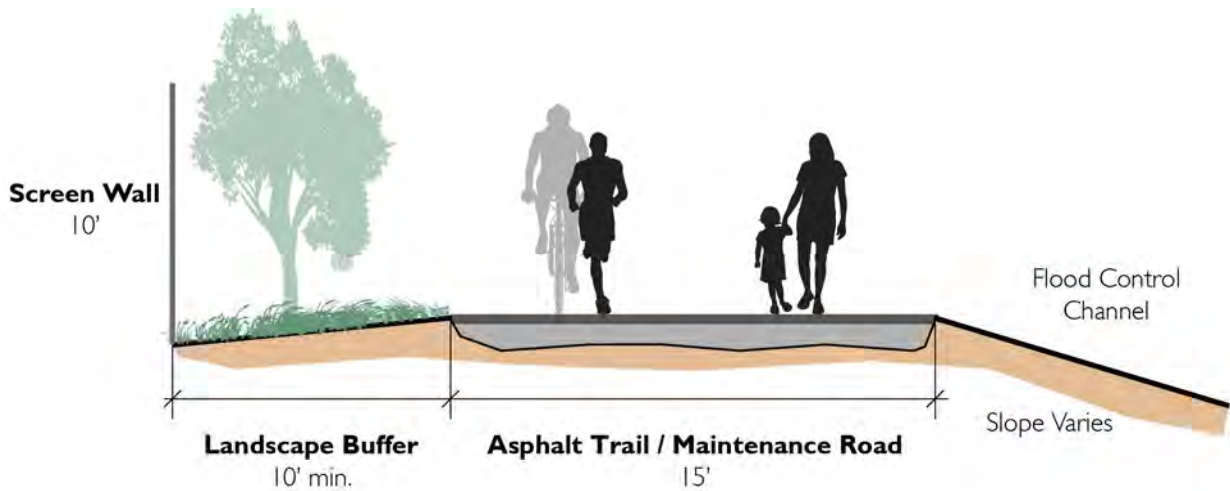 Screen Wall
10’
Flood Control
Channel
Slope Varies
Landscape Buffer
10’ min.
Asphalt Trail / Maintenance Road
15’